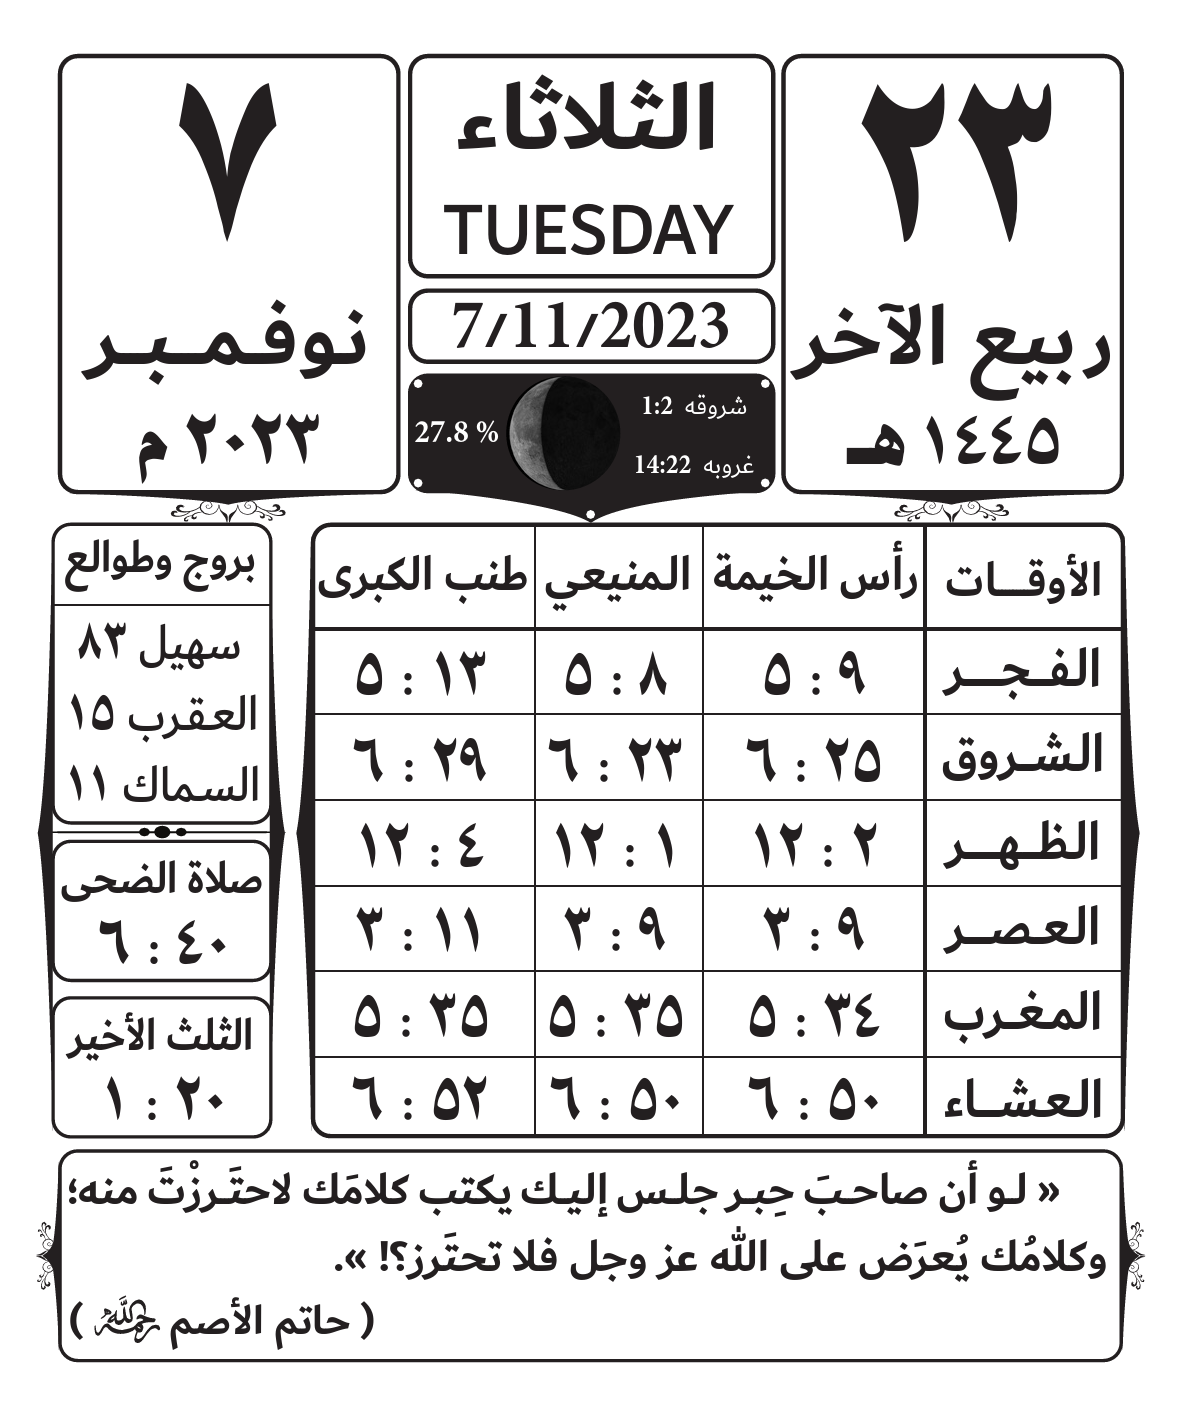 ٢٣
ربيع الآخر
١٤٤٥ هـ
الثلاثاء
TUESDAY
7/11/2023
شروقه 1:2
غروبه 14:22
27.8 %
٧
نوفمبر
٢٠٢٣ م
الأوقات رأس الخيمة المنيعي طنب الكبرى
الفجر ٥ : ٩ ٥ : ٨ ٥ : ١٣
الشروق ٦ : ٢٥ ٦ : ٢٣ ٦ : ٢٩
الظهر ١٢ : ٢ ١٢ : ١ ١٢ : ٤
العصر ٣ : ٩ ٣ : ٩ ٣ : ١١
المغرب ٥ : ٣٤ ٥ : ٣٥ ٥ : ٣٥
العشاء ٦ : ٥٠ ٦ : ٥٠ ٦ : ٥٢
بروج وطوالع
سهيل ٨٣
العقرب ١٥
السماك ١١
صلاة الضحى
٦ : ٤٠
الثلث الأخير
١ : ٢٠
« لو أن صاحبَ حِبر جلس إليك يكتب كلامَك لاحتَرزْتَ منه؛
وكلامُك يُعرَض على الله عز وجل فلا تحتَرز؟! ».
( حاتم الأصم رحمه الله )